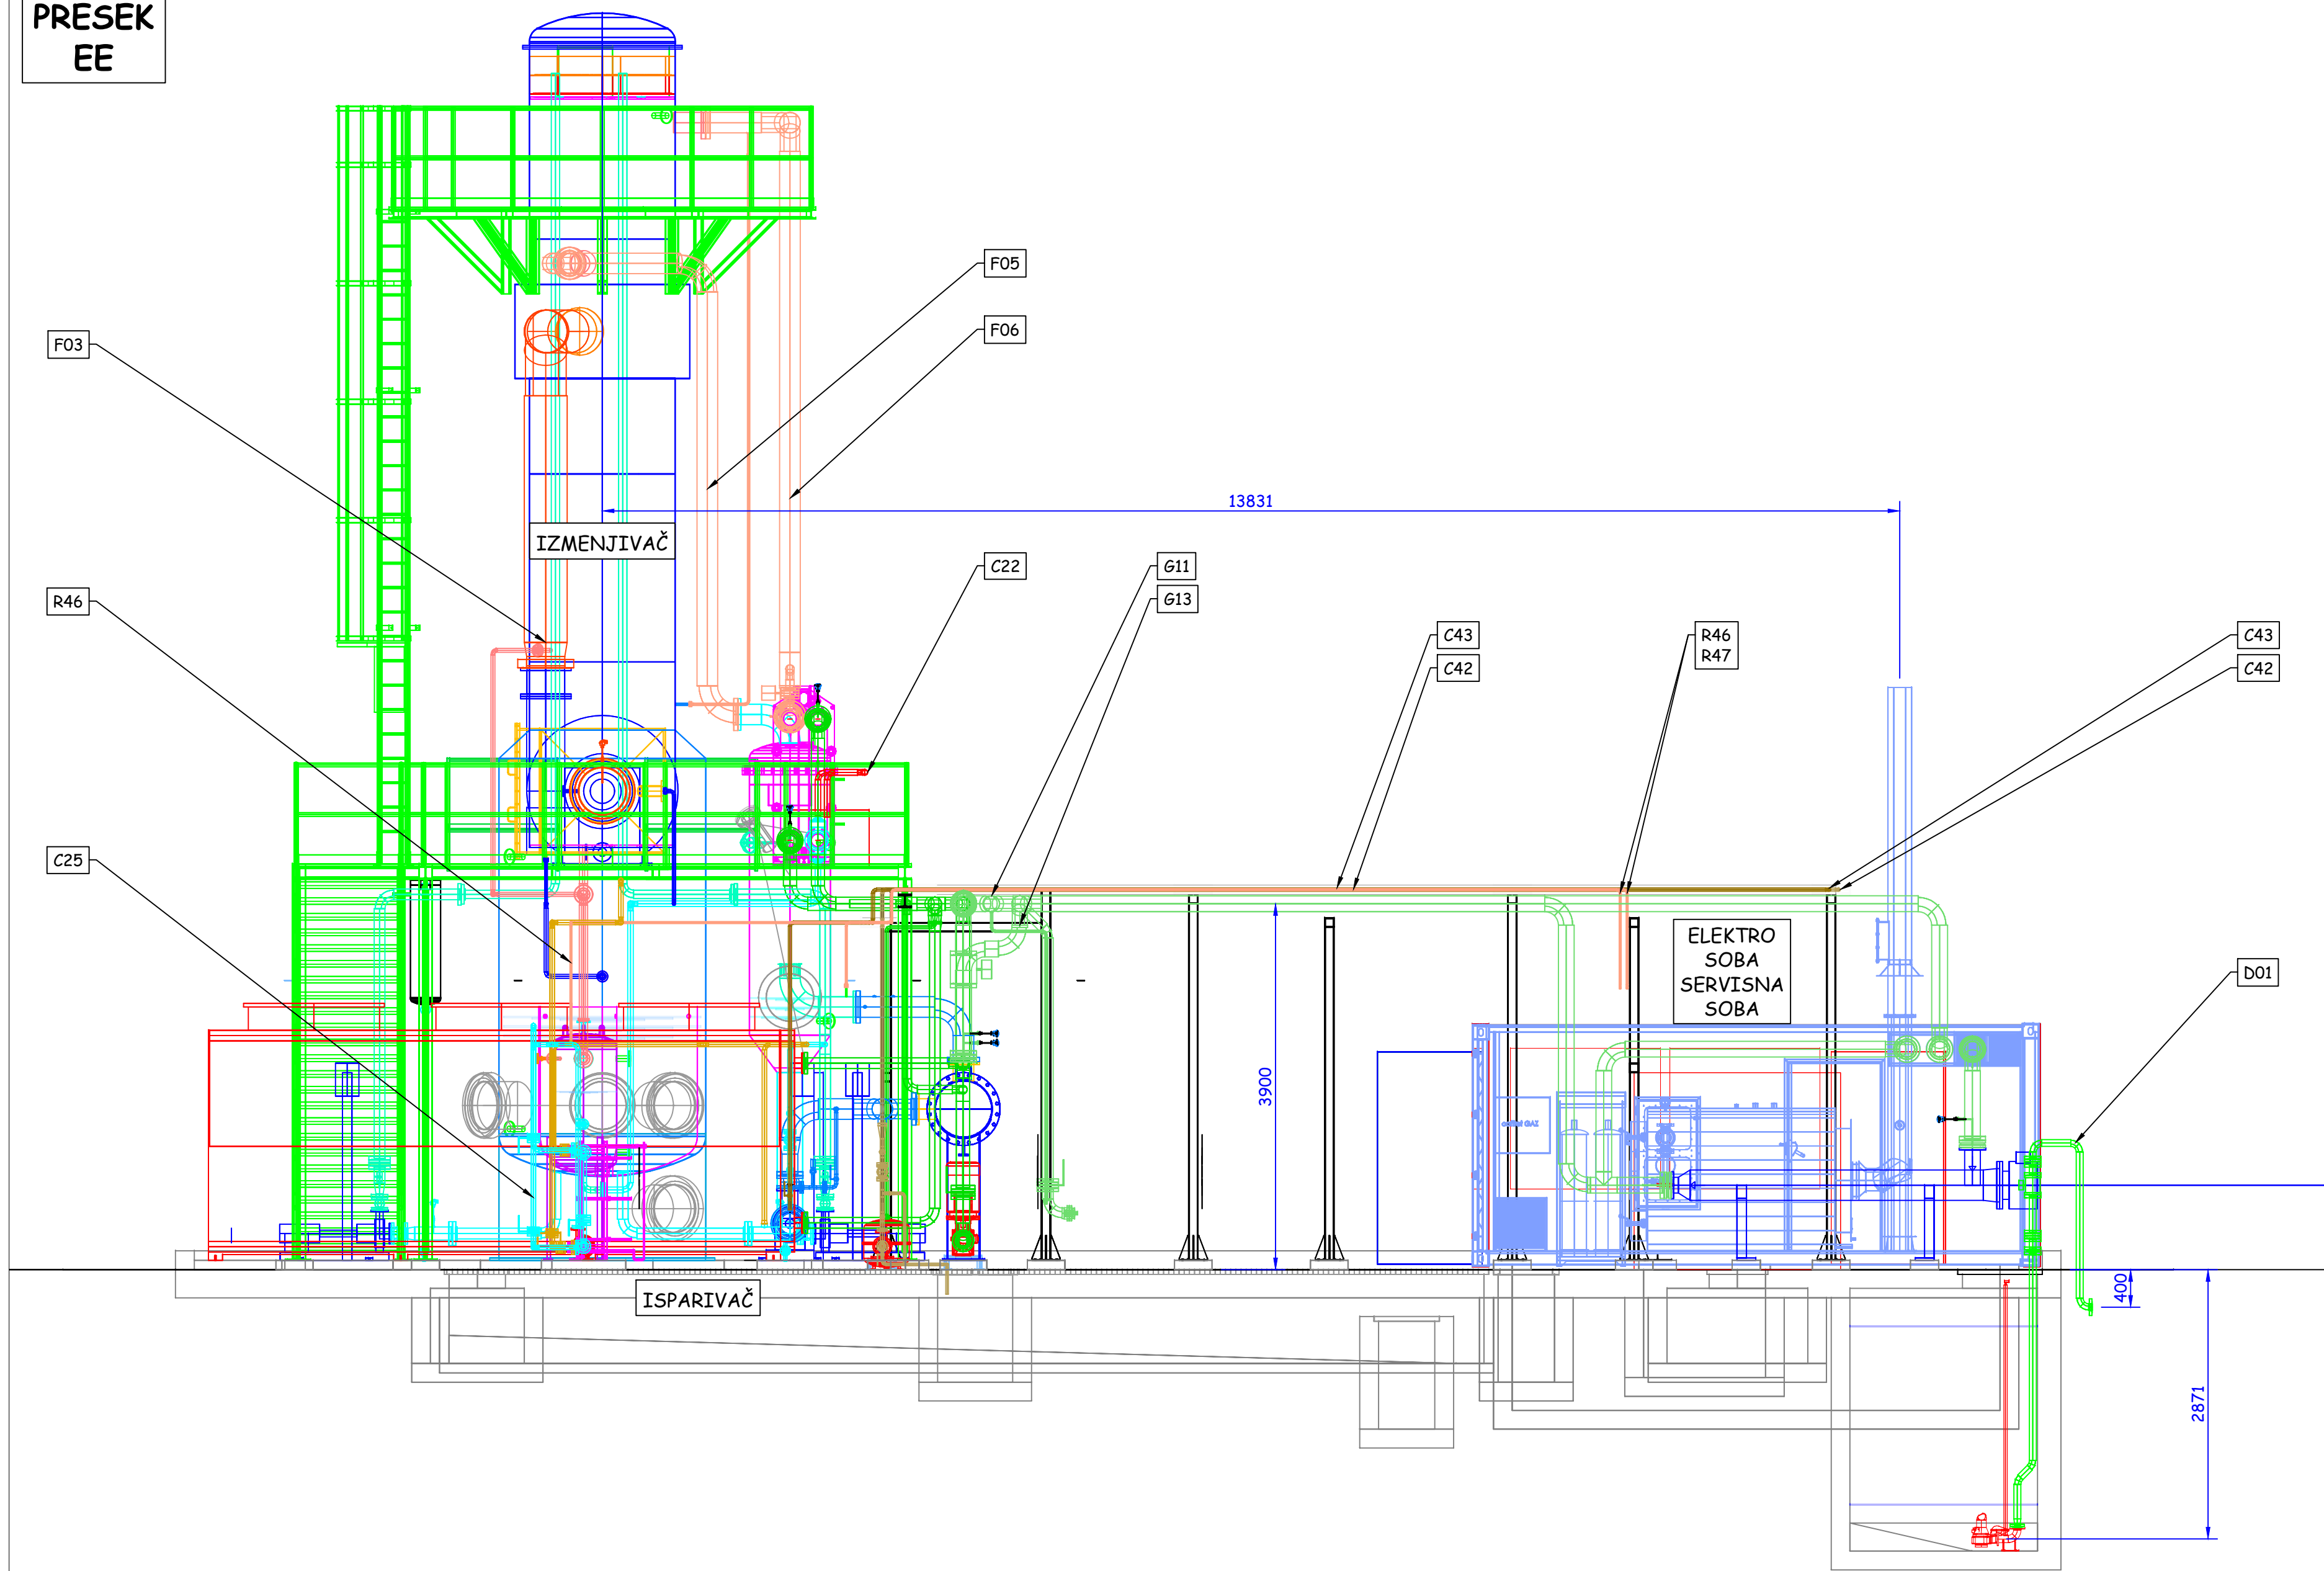 PRESEK
EE
F05
F06
F03
13831
IZMENJIVAČ
C22
G11
G13
R46
C43
C42
R46
R47
C43
C42
C25
ELEKTRO
SOBA
SERVISNA
SOBA
D01
3900
ISPARIVAČ
400
2871